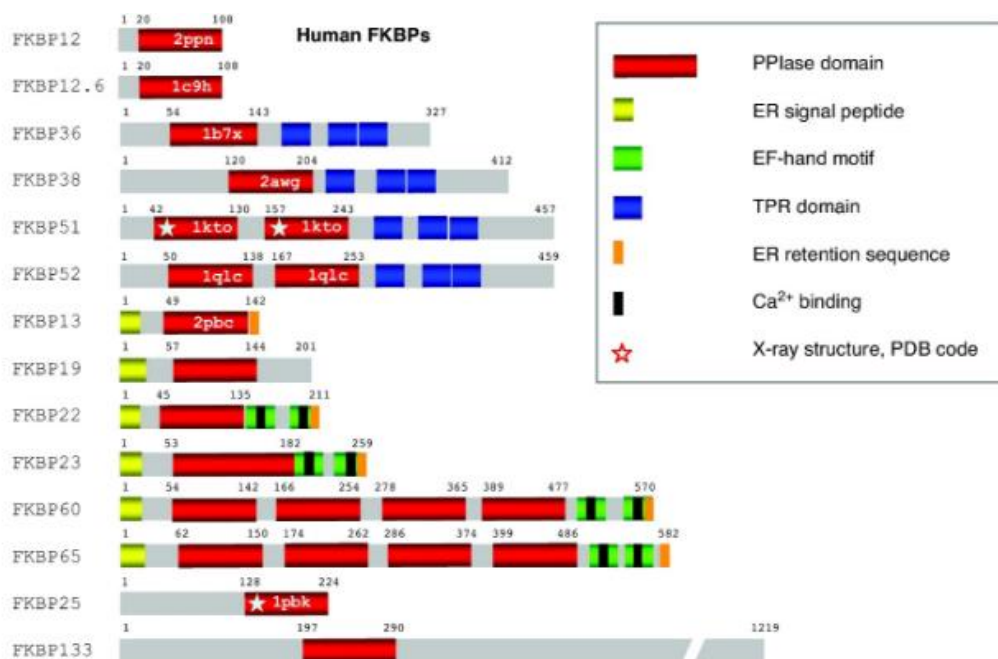 Human FKBPs
1 20 108
FKBP12 2ppn
1 20 108
FKBP12.6 1c9h
1 54 143 327
FKBP36 1b7x
1 120 204 412
FKBP38 2awg
1 42 130 157 243 457
FKBP51 1kto 1kto
1 50 138 167 253 459
FKBP52 1qlc 1qlc
1 49 142
FKBP13 2pbc
1 57 144 201
FKBP19
1 45 135 211
FKBP22
1 53 182 259
FKBP23
1 54 142 166 254 278 365 389 477 570
FKBP60
1 62 150 174 262 286 374 399 486 582
FKBP65
1 128 224
FKBP25 1pbk
1 197 290 1219
FKBP133
PPIase domain
ER signal peptide
EF-hand motif
TPR domain
ER retention sequence
Ca²⁺ binding
X-ray structure, PDB code